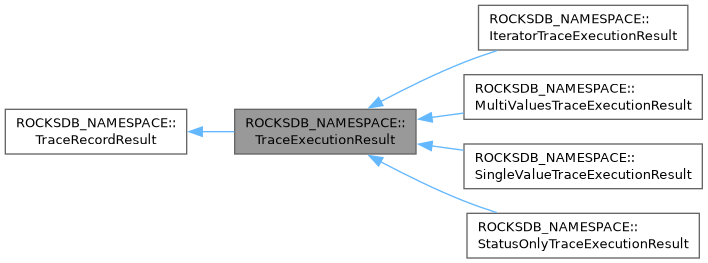 ROCKSDB_NAMESPACE::
TraceRecordResult
ROCKSDB_NAMESPACE::
TraceExecutionResult
ROCKSDB_NAMESPACE::
IteratorTraceExecutionResult
ROCKSDB_NAMESPACE::
MultiValuesTraceExecutionResult
ROCKSDB_NAMESPACE::
SingleValueTraceExecutionResult
ROCKSDB_NAMESPACE::
StatusOnlyTraceExecutionResult